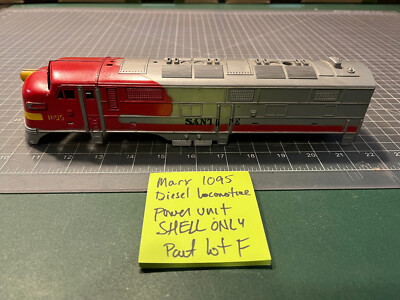 1095
SANTA FE
Marx 1095
Diesel Locomotive
Power unit
SHELL ONLY
Part Lot F